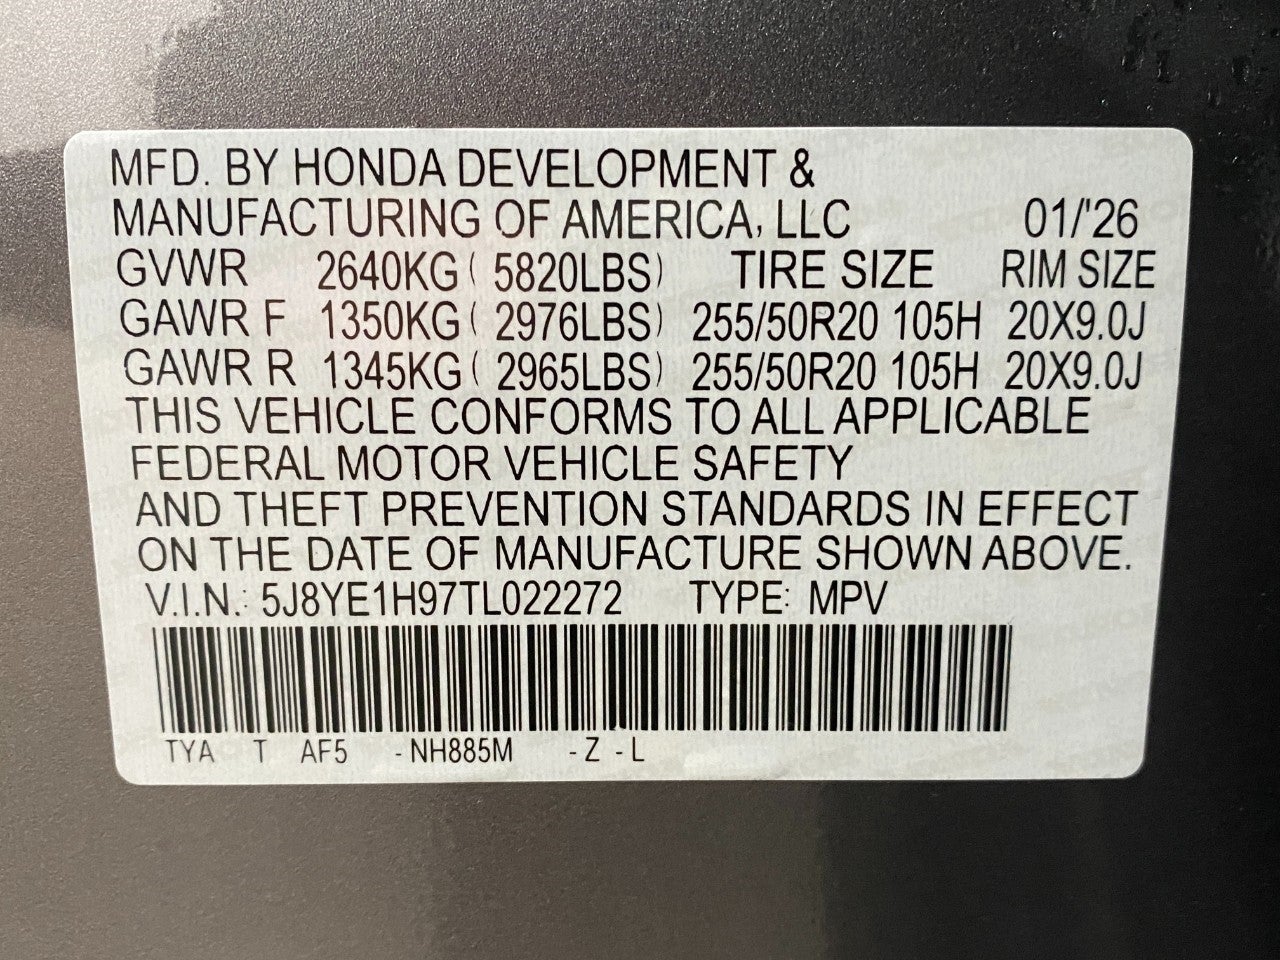 MFD. BY HONDA DEVELOPMENT &
MANUFACTURING OF AMERICA, LLC 01/'26
GVWR 2640KG ( 5820LBS) TIRE SIZE RIM SIZE
GAWR F 1350KG ( 2976LBS) 255/50R20 105H 20X9.0J
GAWR R 1345KG ( 2965LBS) 255/50R20 105H 20X9.0J
THIS VEHICLE CONFORMS TO ALL APPLICABLE
FEDERAL MOTOR VEHICLE SAFETY
AND THEFT PREVENTION STANDARDS IN EFFECT
ON THE DATE OF MANUFACTURE SHOWN ABOVE.
V.I.N.: 5J8YE1H97TL022272 TYPE: MPV
TYA T AF5 - NH885M - Z - L